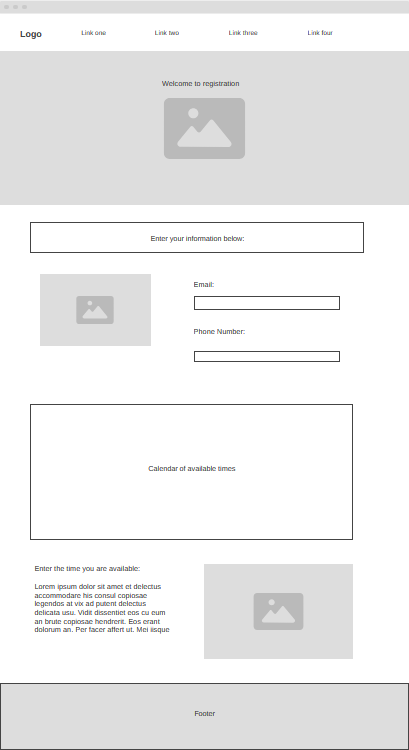 Logo
Link one
Link two
Link three
Link four
Welcome to registration
Enter your information below:
Email:
Phone Number:
Calendar of available times
Enter the time you are available:
Lorem ipsum dolor sit amet et delectus
accommodare his consul copiosae
legendos at vix ad putent delectus
delicata usu. Vidit dissentiet eos cu eum
an brute copiosae hendrerit. Eos erant
dolorum an. Per facer affert ut. Mei iisque
Footer